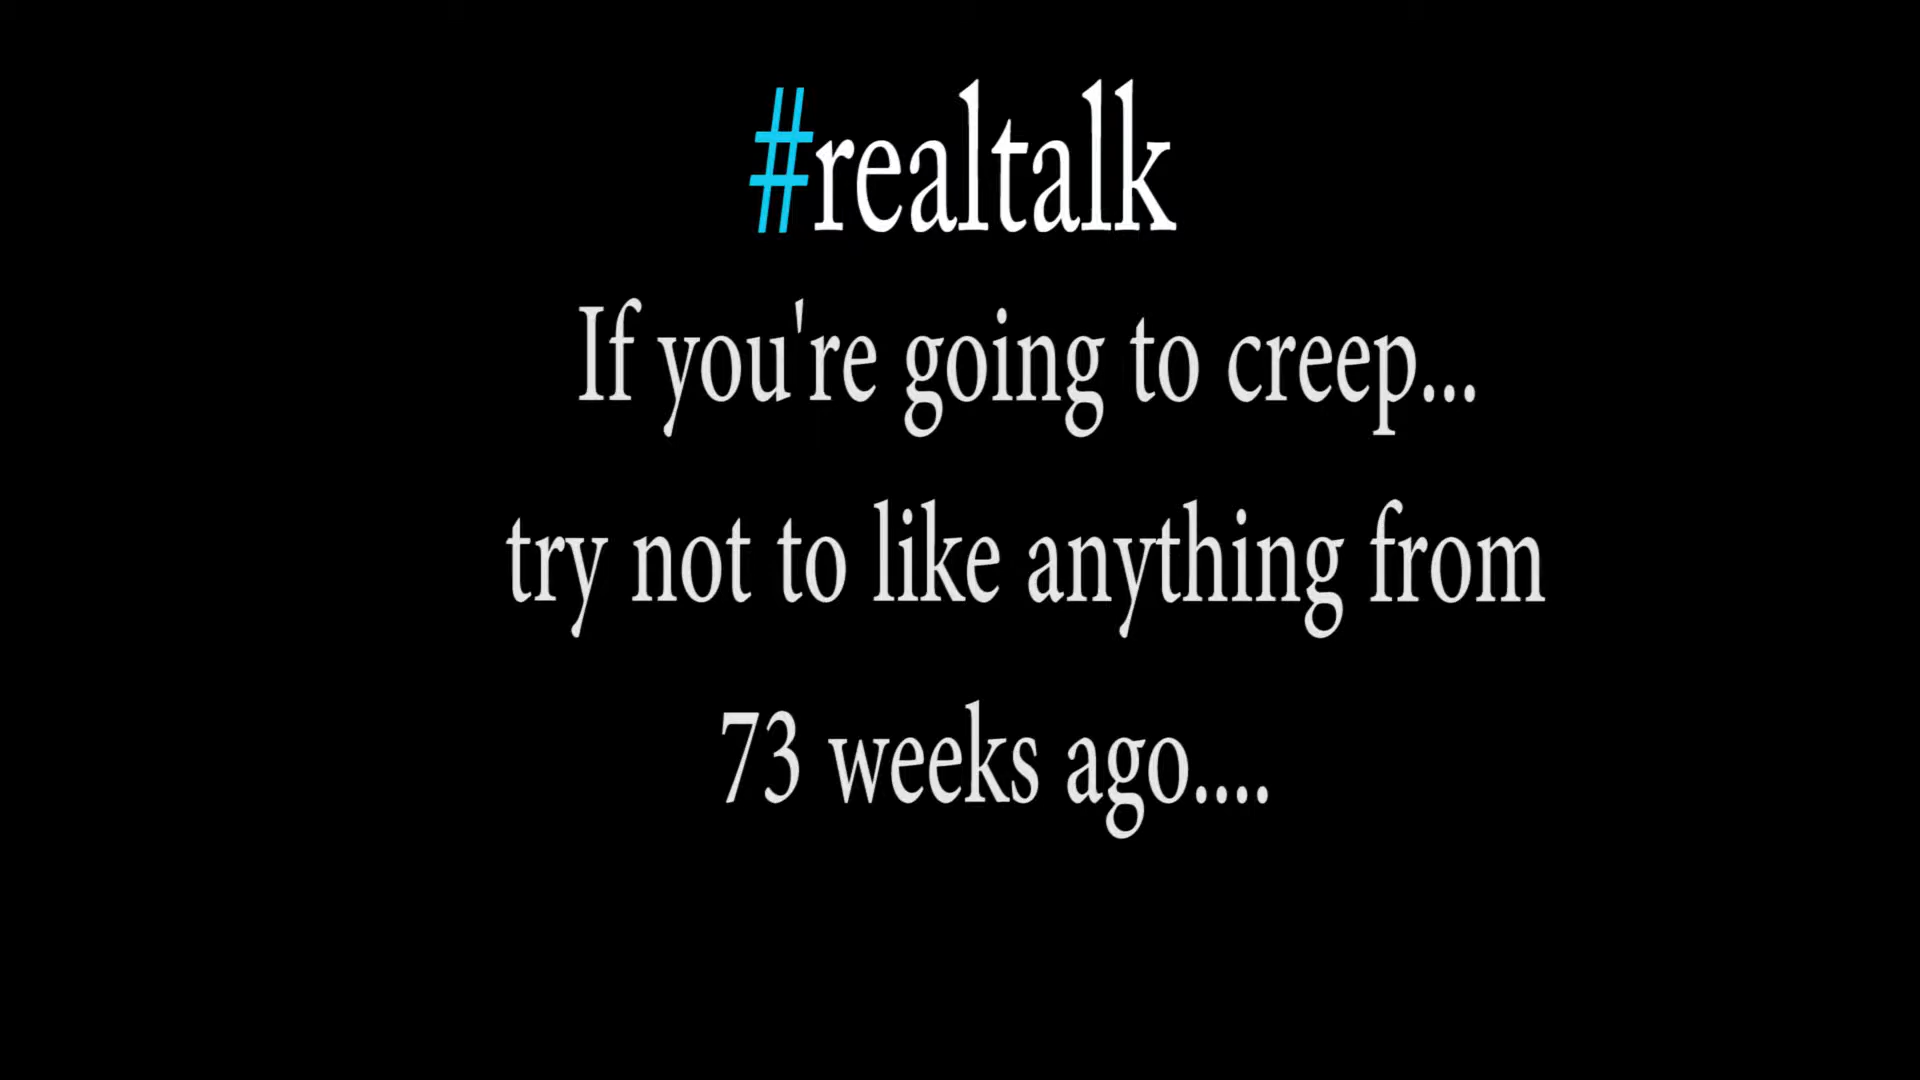 #realtalk
If you're going to creep...
try not to like anything from
73 weeks ago....